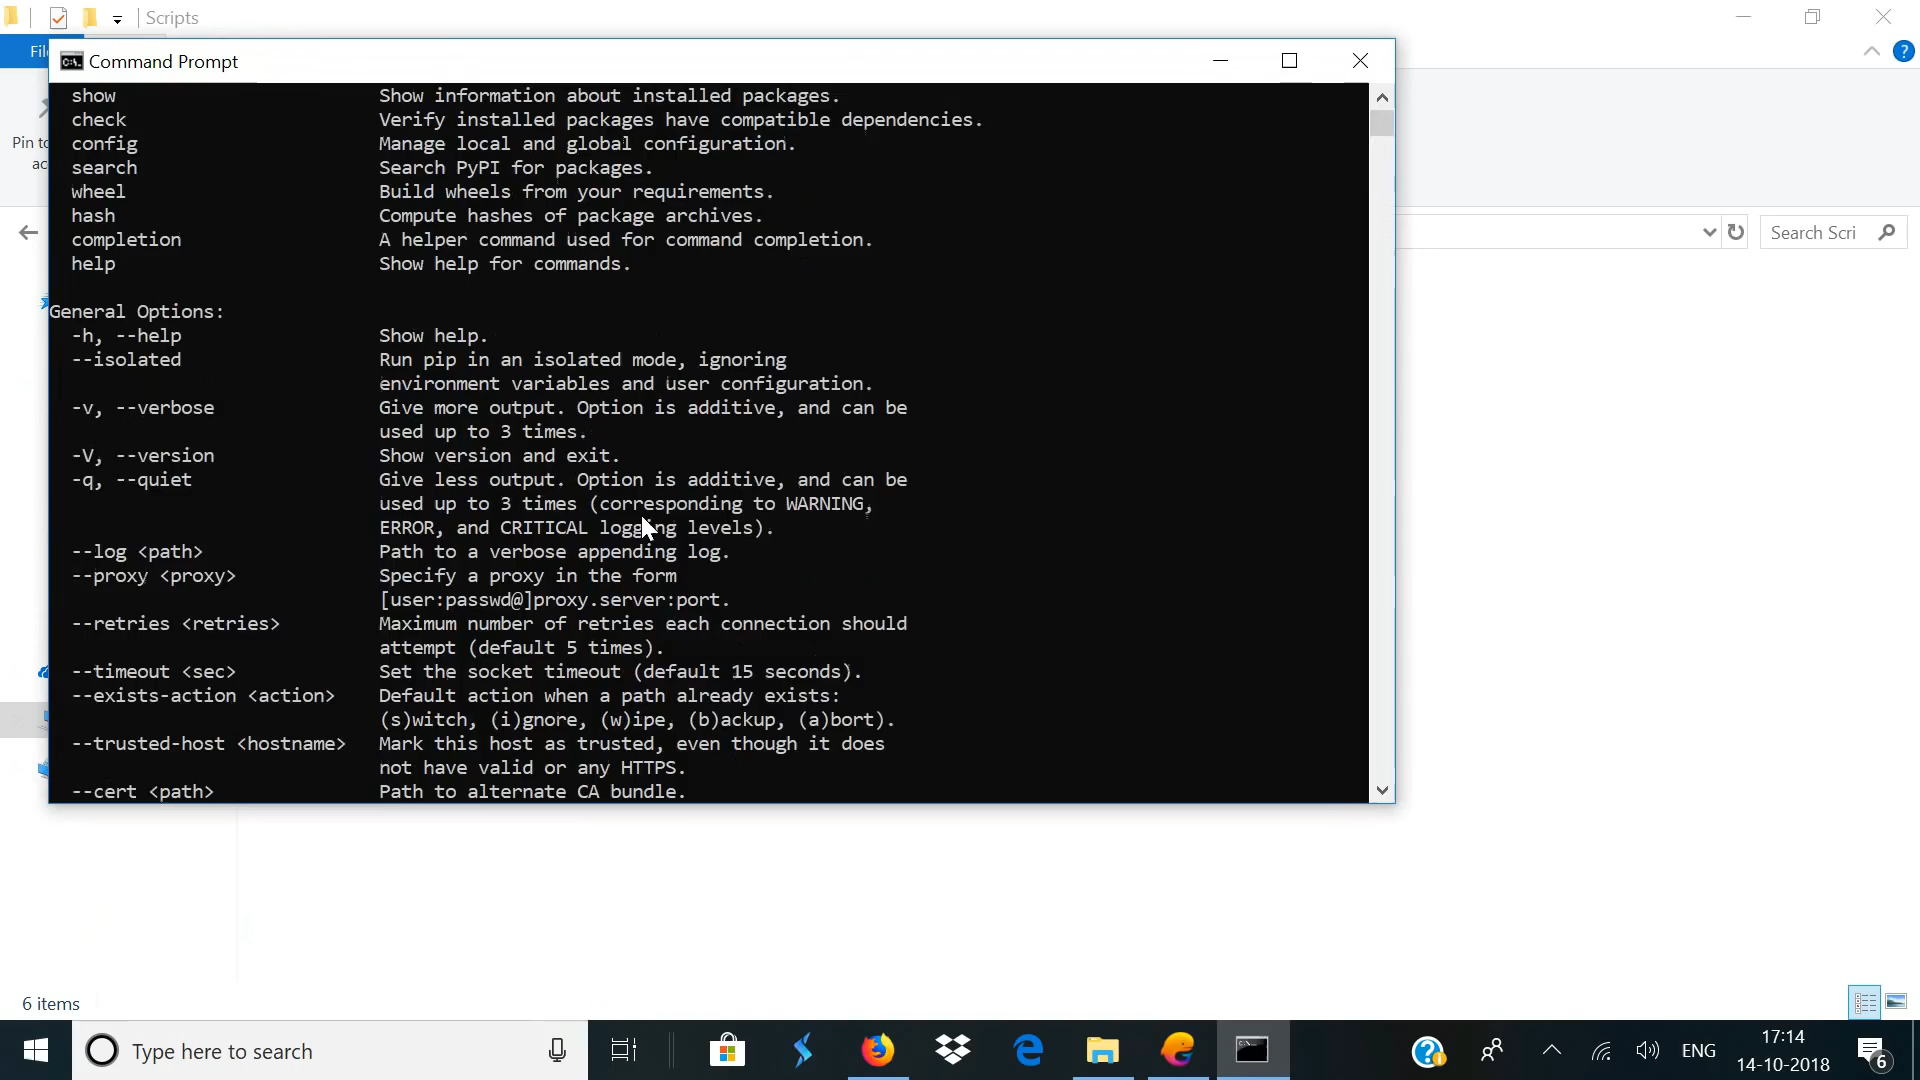 Scripts
File
Command Prompt
Pin to
ac
show Show information about installed packages.
check Verify installed packages have compatible dependencies.
config Manage local and global configuration.
search Search PyPI for packages.
wheel Build wheels from your requirements.
hash Compute hashes of package archives.
completion A helper command used for command completion.
help Show help for commands.
General Options:
-h, --help Show help.
--isolated Run pip in an isolated mode, ignoring
environment variables and user configuration.
-v, --verbose Give more output. Option is additive, and can be
used up to 3 times.
-V, --version Show version and exit.
-q, --quiet Give less output. Option is additive, and can be
used up to 3 times (corresponding to WARNING,
ERROR, and CRITICAL logging levels).
--log <path> Path to a verbose appending log.
--proxy <proxy> Specify a proxy in the form
[user:passwd@]proxy.server:port.
--retries <retries> Maximum number of retries each connection should
attempt (default 5 times).
--timeout <sec> Set the socket timeout (default 15 seconds).
--exists-action <action> Default action when a path already exists:
(s)witch, (i)gnore, (w)ipe, (b)ackup, (a)bort).
--trusted-host <hostname> Mark this host as trusted, even though it does
not have valid or any HTTPS.
--cert <path> Path to alternate CA bundle.
Search Scri
6 items
Type here to search
ENG
17:14
14-10-2018
6